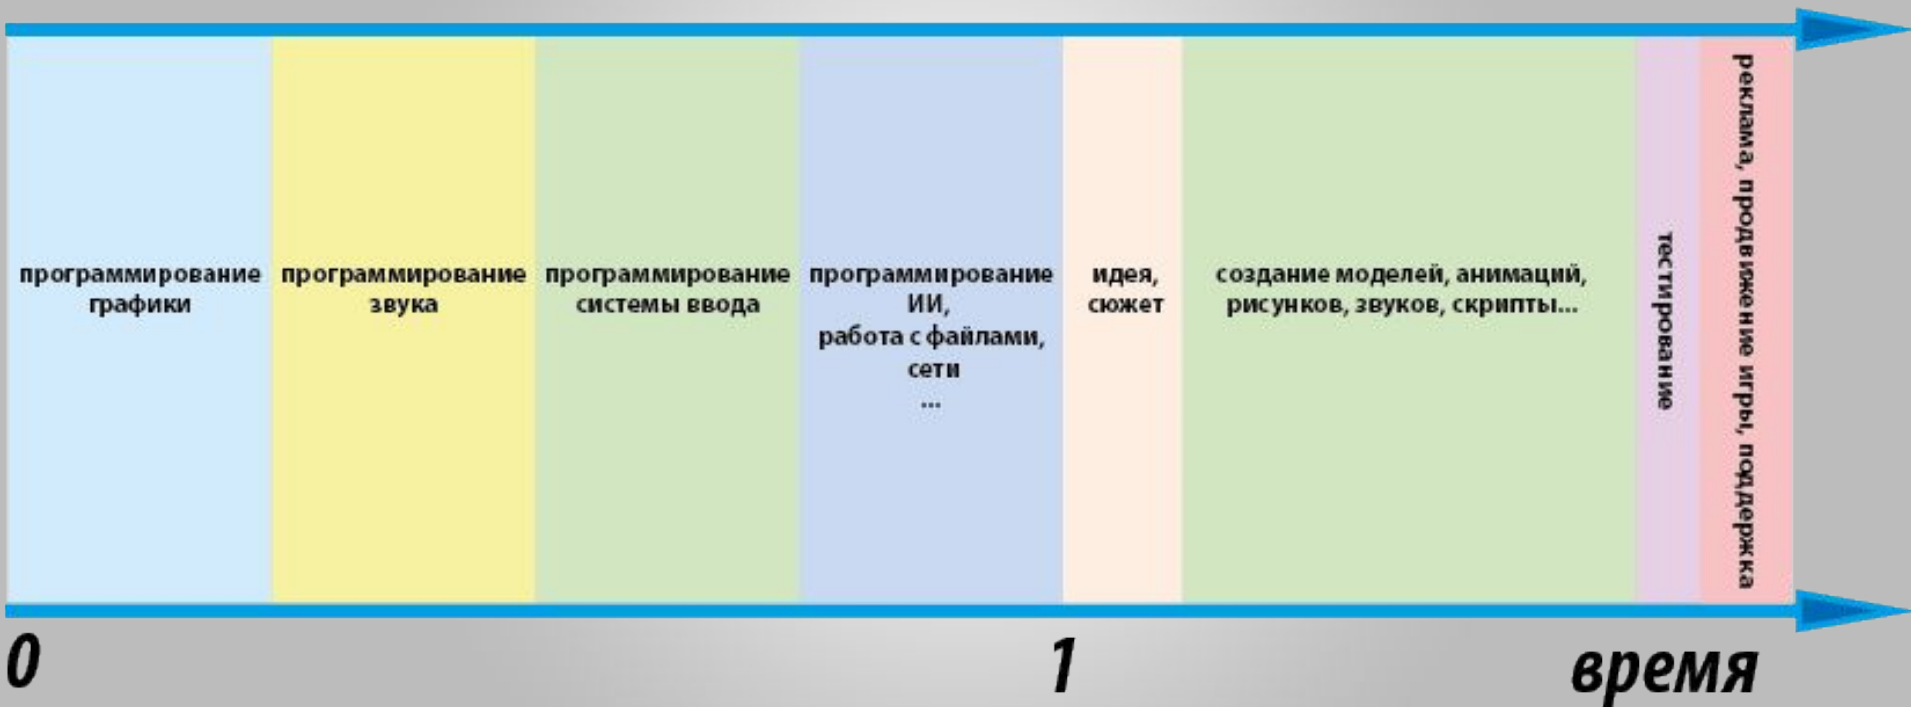 программирование
графики
программирование
звука
программирование
системы ввода
программирование
ИИ,
работа с файлами,
сети
...
идея,
сюжет
создание моделей, анимаций,
рисунков, звуков, скрипты...
тестирование
реклама, продвижение игры, поддержка
0
1
время